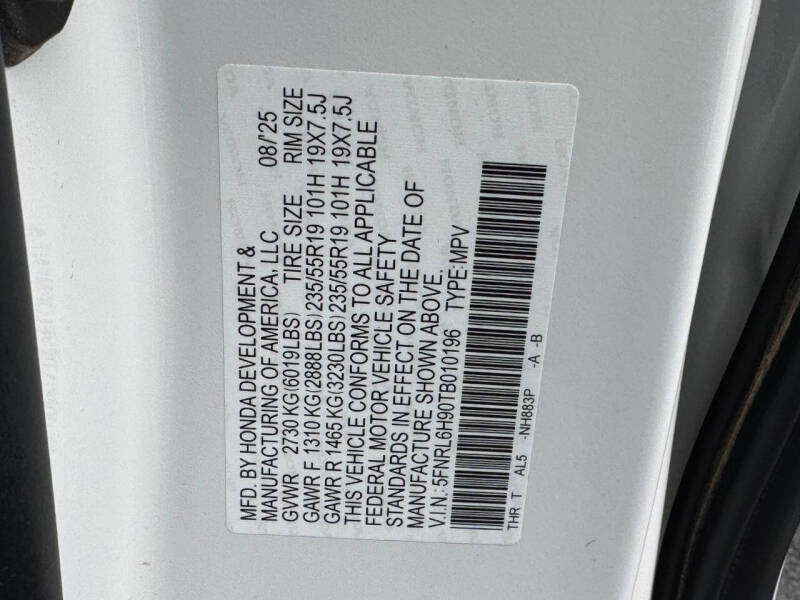 MFD. BY HONDA DEVELOPMENT &
MANUFACTURING OF AMERICA, LLC 08/'25
GVWR 2730 KG(6019LBS) TIRE SIZE RIM SIZE
GAWR F 1310 KG(2888LBS)235/55R19 101H 19X7.5J
GAWR R 1465 KG(3230LBS)235/55R19 101H 19X7.5J
THIS VEHICLE CONFORMS TO ALL APPLICABLE
FEDERAL MOTOR VEHICLE SAFETY
STANDARDS IN EFFECT ON THE DATE OF
MANUFACTURE SHOWN ABOVE.
V.I.N.: 5FNRL6H90TB010196 TYPE:MPV
THR T AL5 -NH883P -A -B